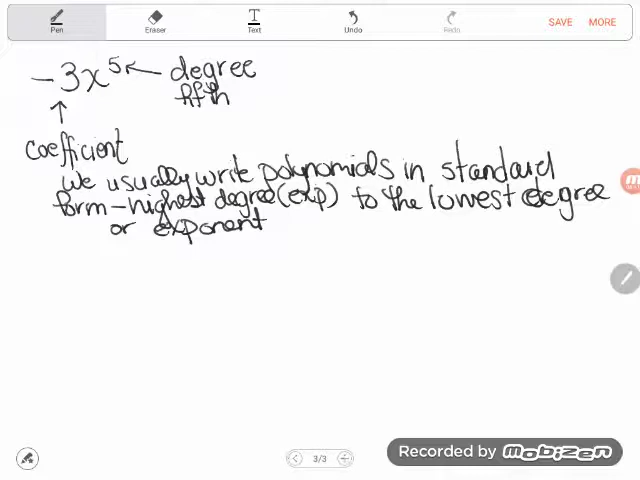 Pen Eraser Text Undo Redo SAVE MORE
-3x⁵ ← degree
fifth
↑
coefficient
We usually write polynomials in standard
form - highest degree (exp) to the lowest degree
or exponent
3/3
Recorded by mobizen